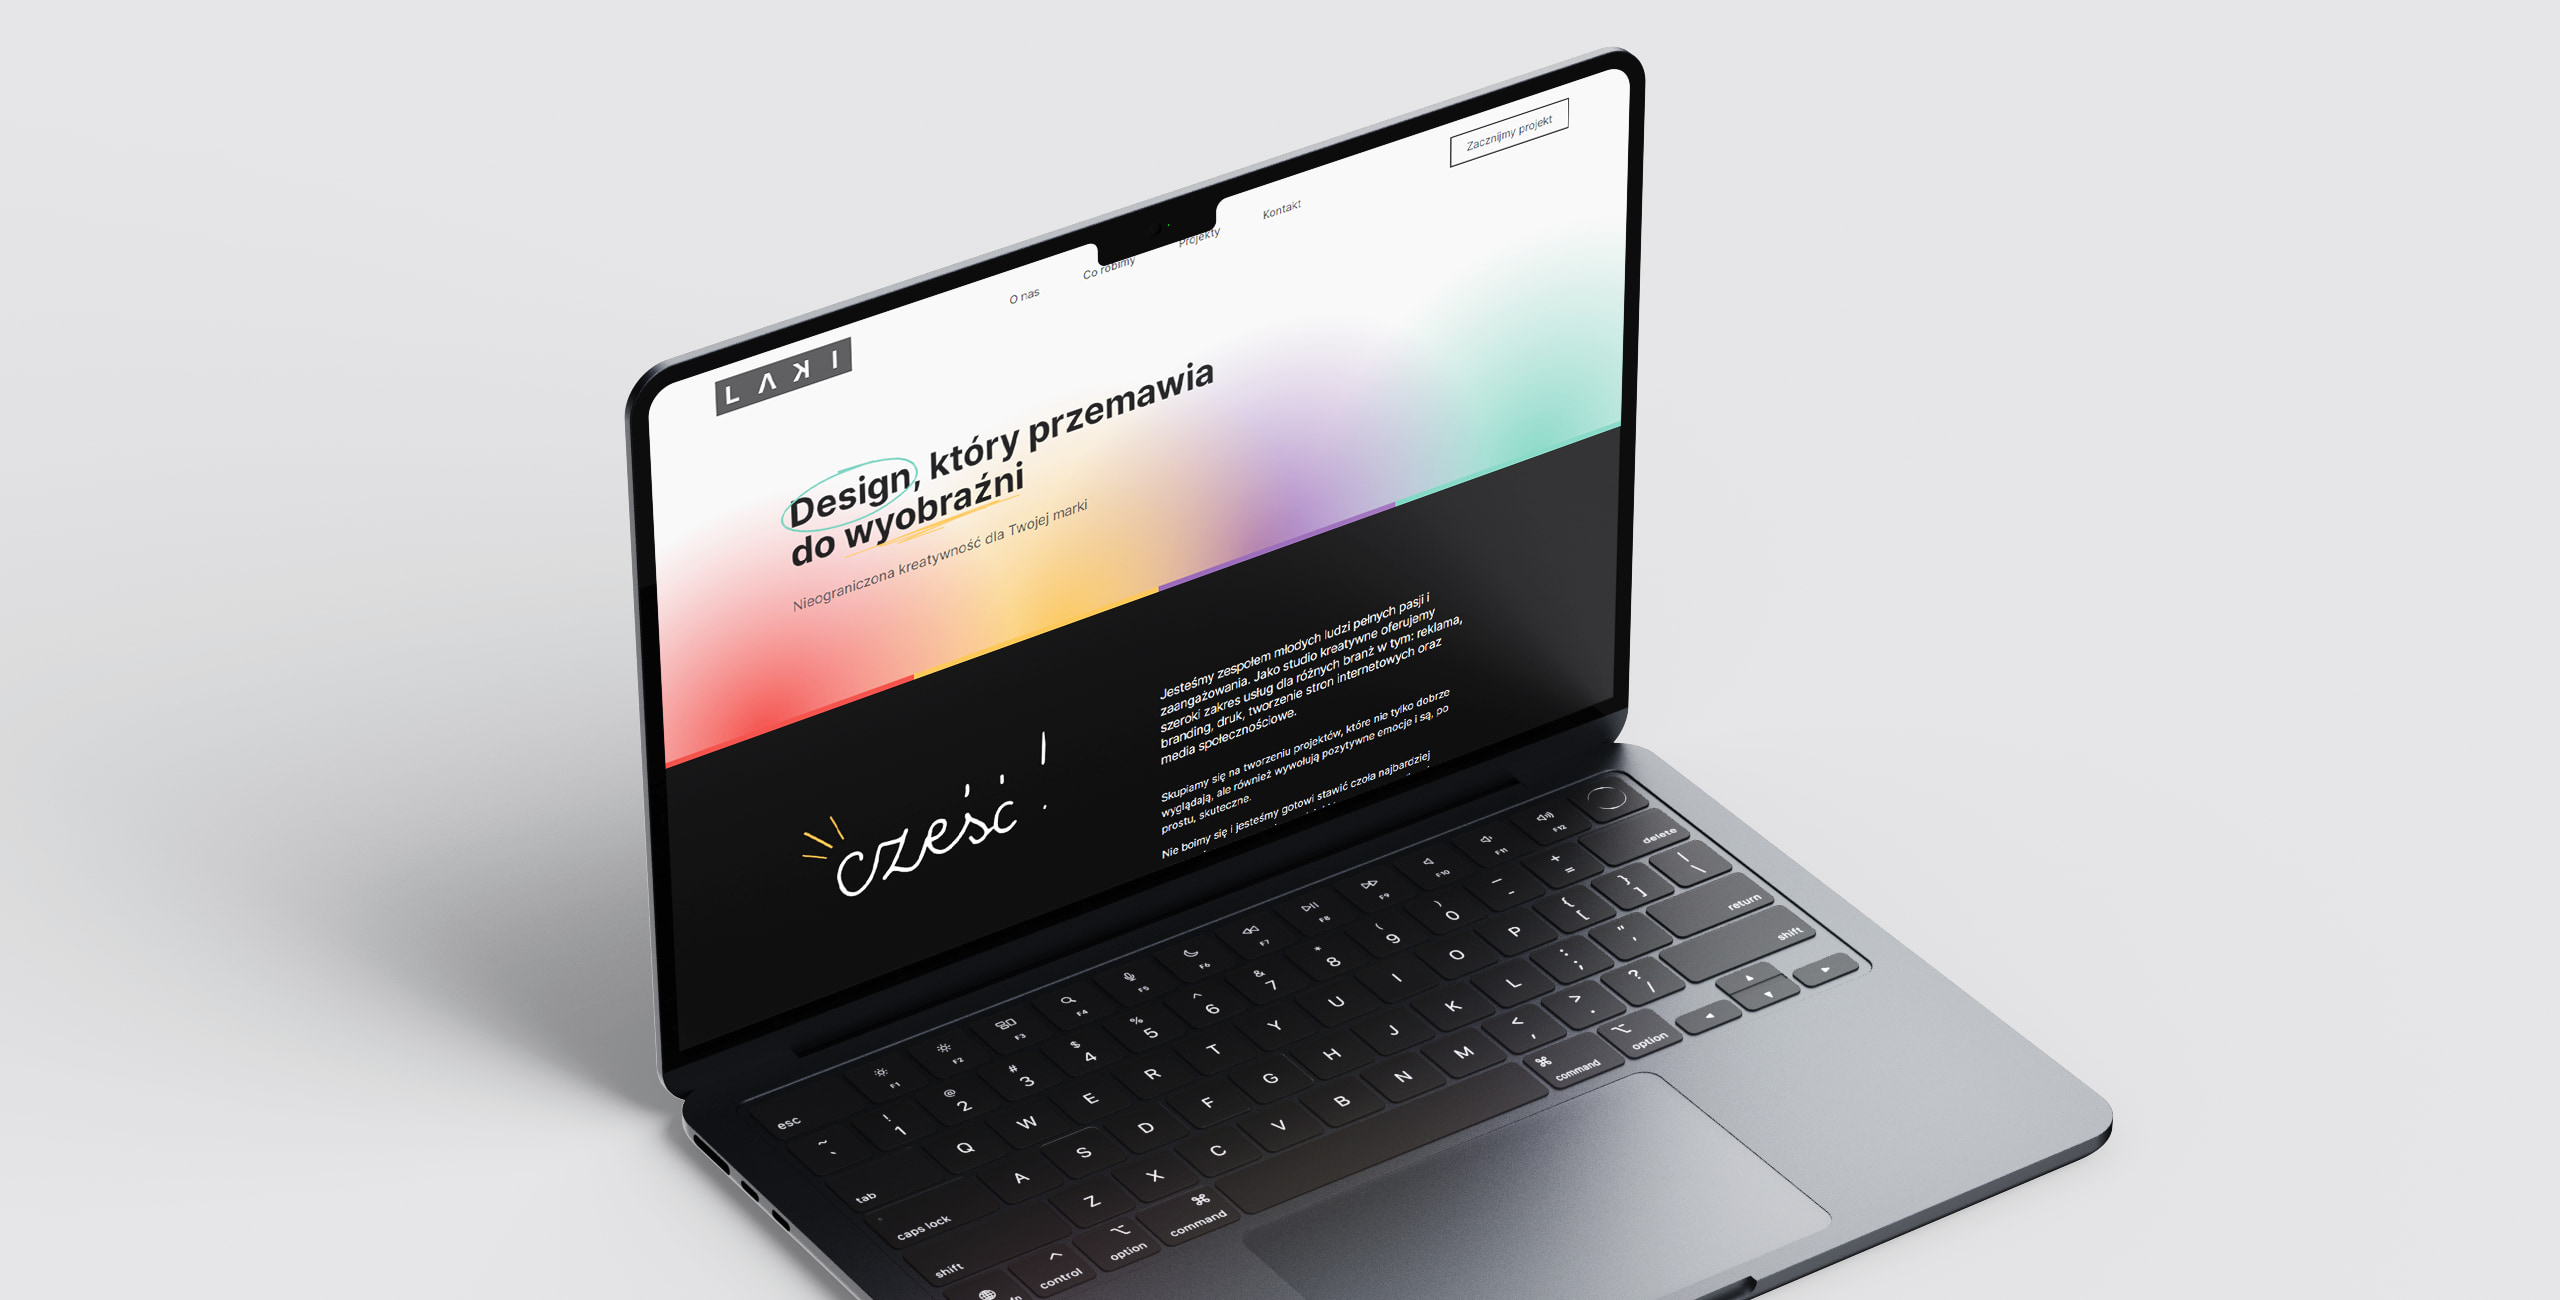 LAKI
O nas
Co robimy
Projekty
Kontakt
Zacznijmy projekt
Design, który przemawia
do wyobraźni
Nieograniczona kreatywność dla Twojej marki
cześć!
Jesteśmy zespołem młodych ludzi pełnych pasji i
zaangażowania. Jako studio kreatywne oferujemy
szeroki zakres usług dla różnych branż w tym: reklama,
branding, druk, tworzenie stron internetowych oraz
media społecznościowe.
Skupiamy się na tworzeniu projektów, które nie tylko dobrze
wyglądają, ale również wywołują pozytywne emocje i są, po
prostu, skuteczne.
Nie boimy się i jesteśmy gotowi stawić czoła najbardziej
esc F1 F2 F3 F4 F5 F6 F7 F8 F9 F10 F11 F12
~ ` ! 1 @ 2 # 3 $ 4 % 5 ^ 6 & 7 * 8 ( 9 ) 0 — - + = delete
tab Q W E R T Y U I O P { [ } ] | \
caps lock A S D F G H J K L : ; " ' return
shift Z X C V B N M < , > . ? / shift
fn control option command command option